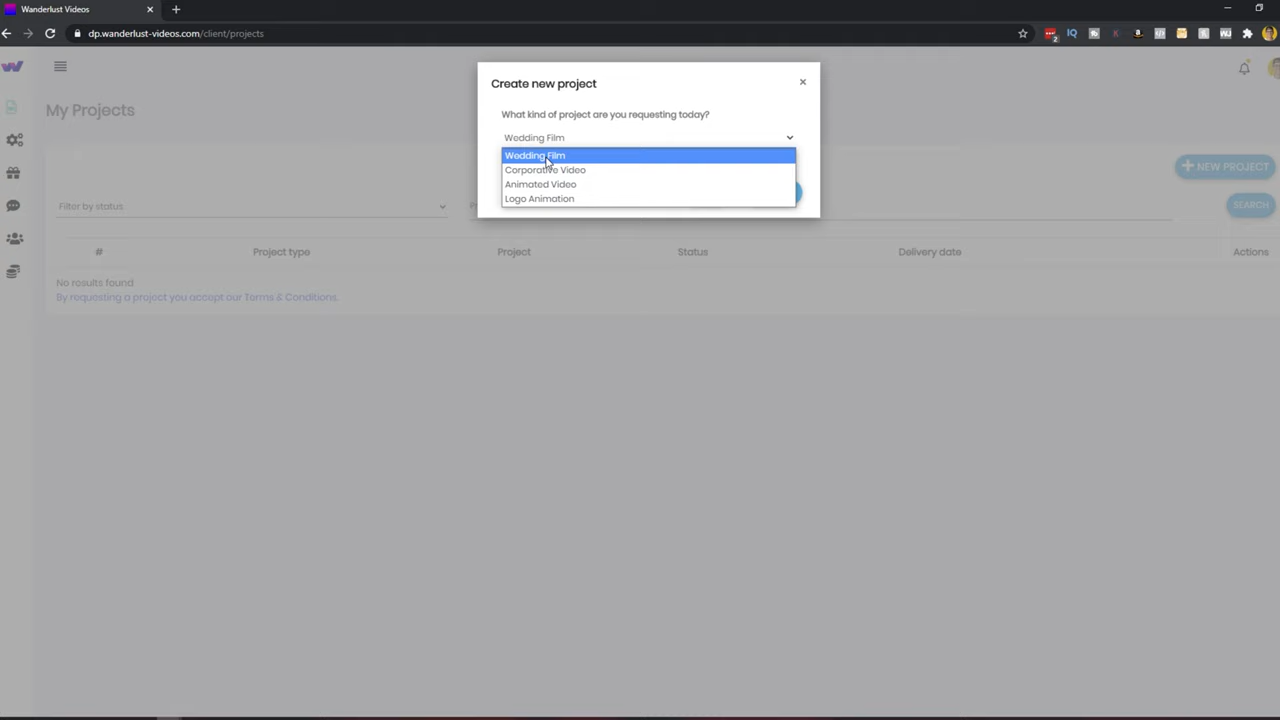 Wanderlust Videos
dp.wanderlust-videos.com/client/projects
Create new project
What kind of project are you requesting today?
Wedding Film
Wedding Film
Corporative Video
Animated Video
Logo Animation
My Projects
NEW PROJECT
Filter by status
SEARCH
# Project type Project Status Delivery date Actions
No results found
By requesting a project you accept our Terms & Conditions.